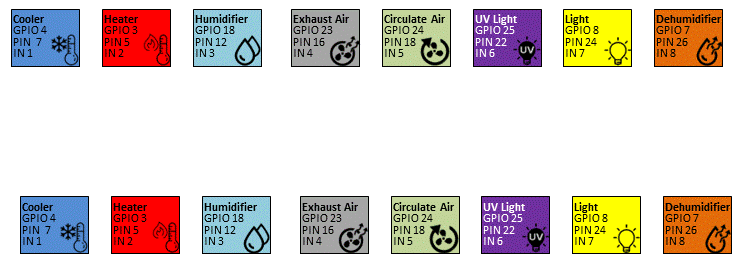 Cooler
GPIO 4
PIN 7
IN 1
Heater
GPIO 3
PIN 5
IN 2
Humidifier
GPIO 18
PIN 12
IN 3
Exhaust Air
GPIO 23
PIN 16
IN 4
Circulate Air
GPIO 24
PIN 18
IN 5
UV Light
GPIO 25
PIN 22
IN 6
UV
Light
GPIO 8
PIN 24
IN 7
Dehumidifier
GPIO 7
PIN 26
IN 8
Cooler
GPIO 4
PIN 7
IN 1
Heater
GPIO 3
PIN 5
IN 2
Humidifier
GPIO 18
PIN 12
IN 3
Exhaust Air
GPIO 23
PIN 16
IN 4
Circulate Air
GPIO 24
PIN 18
IN 5
UV Light
GPIO 25
PIN 22
IN 6
UV
Light
GPIO 8
PIN 24
IN 7
Dehumidifier
GPIO 7
PIN 26
IN 8